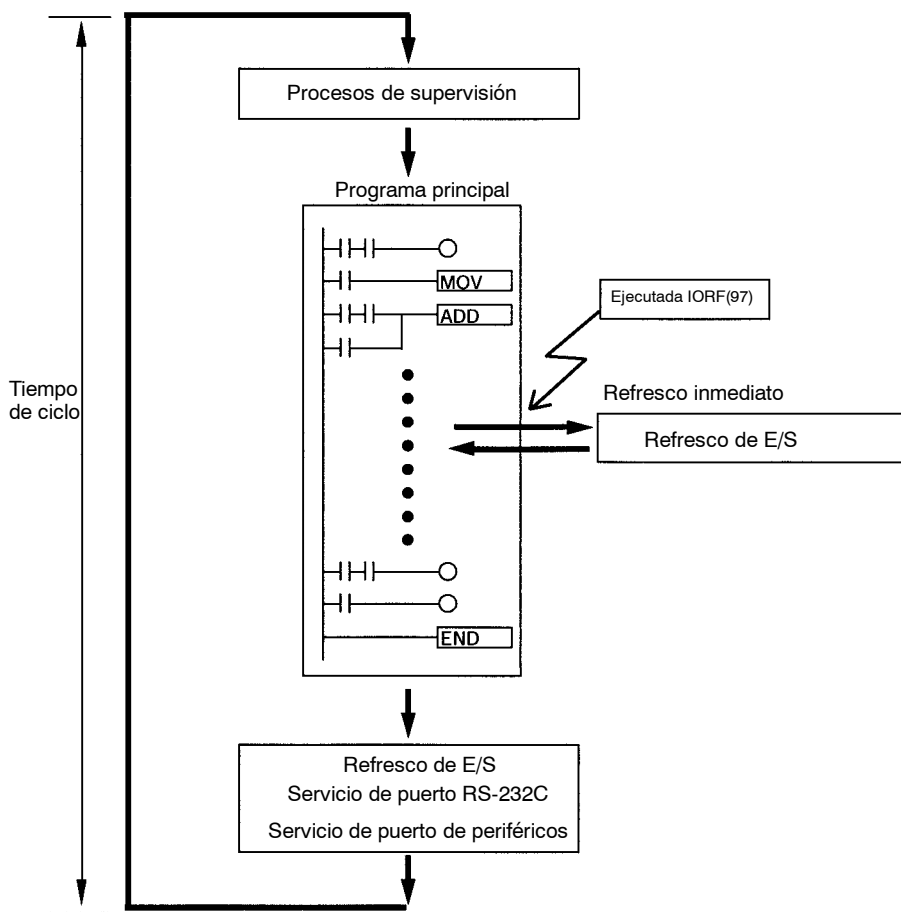 Procesos de supervisión
Programa principal
MOV
Ejecutada IORF(97)
ADD
Tiempo
de ciclo
Refresco inmediato
Refresco de E/S
END
Refresco de E/S
Servicio de puerto RS-232C
Servicio de puerto de periféricos